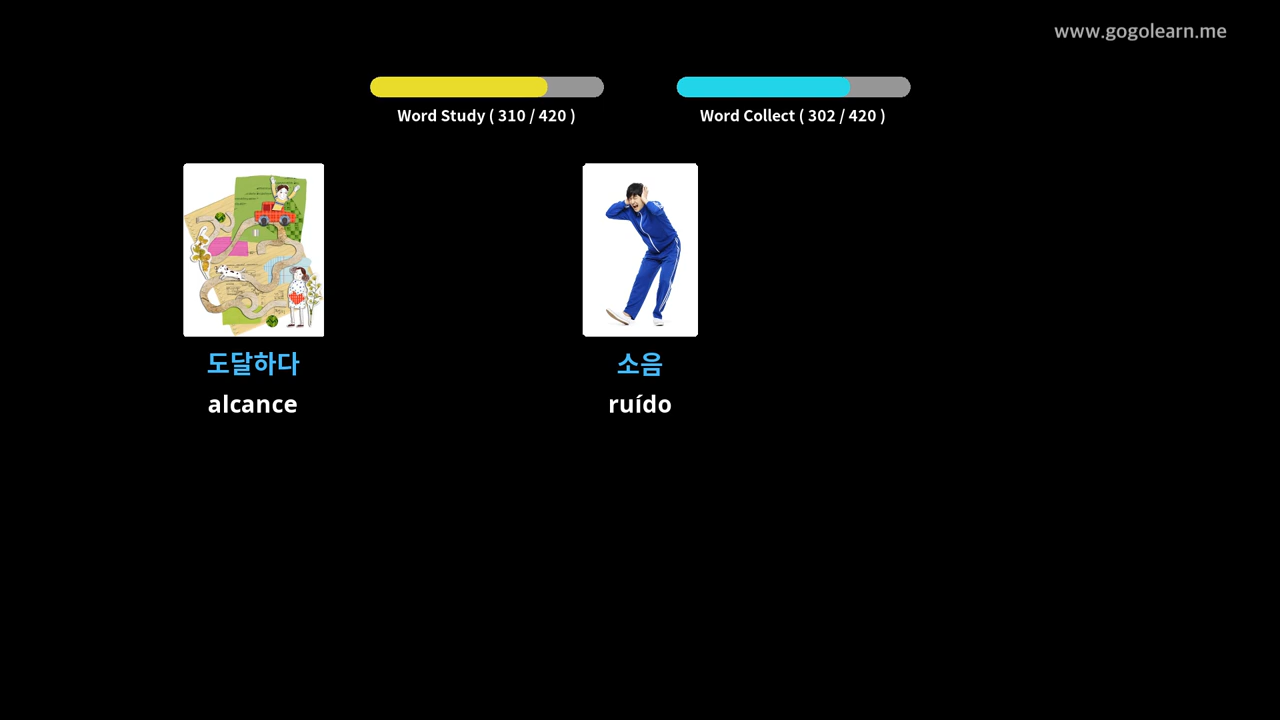 www.gogolearn.me
Word Study ( 310 / 420 )
Word Collect ( 302 / 420 )
도달하다
소음
alcance
ruído